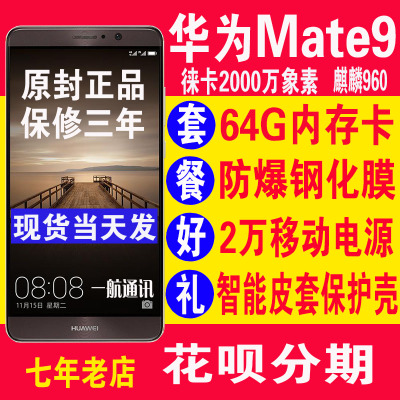 华为Mate9
徕卡2000万象素 麒麟960
原封正品
保修三年
现货当天发
套 64G内存卡
餐 防爆钢化膜
好 2万移动电源
礼 智能皮套保护壳
08:08 一航通讯
11月15日 星期二
HUAWEI
七年老店
花呗分期